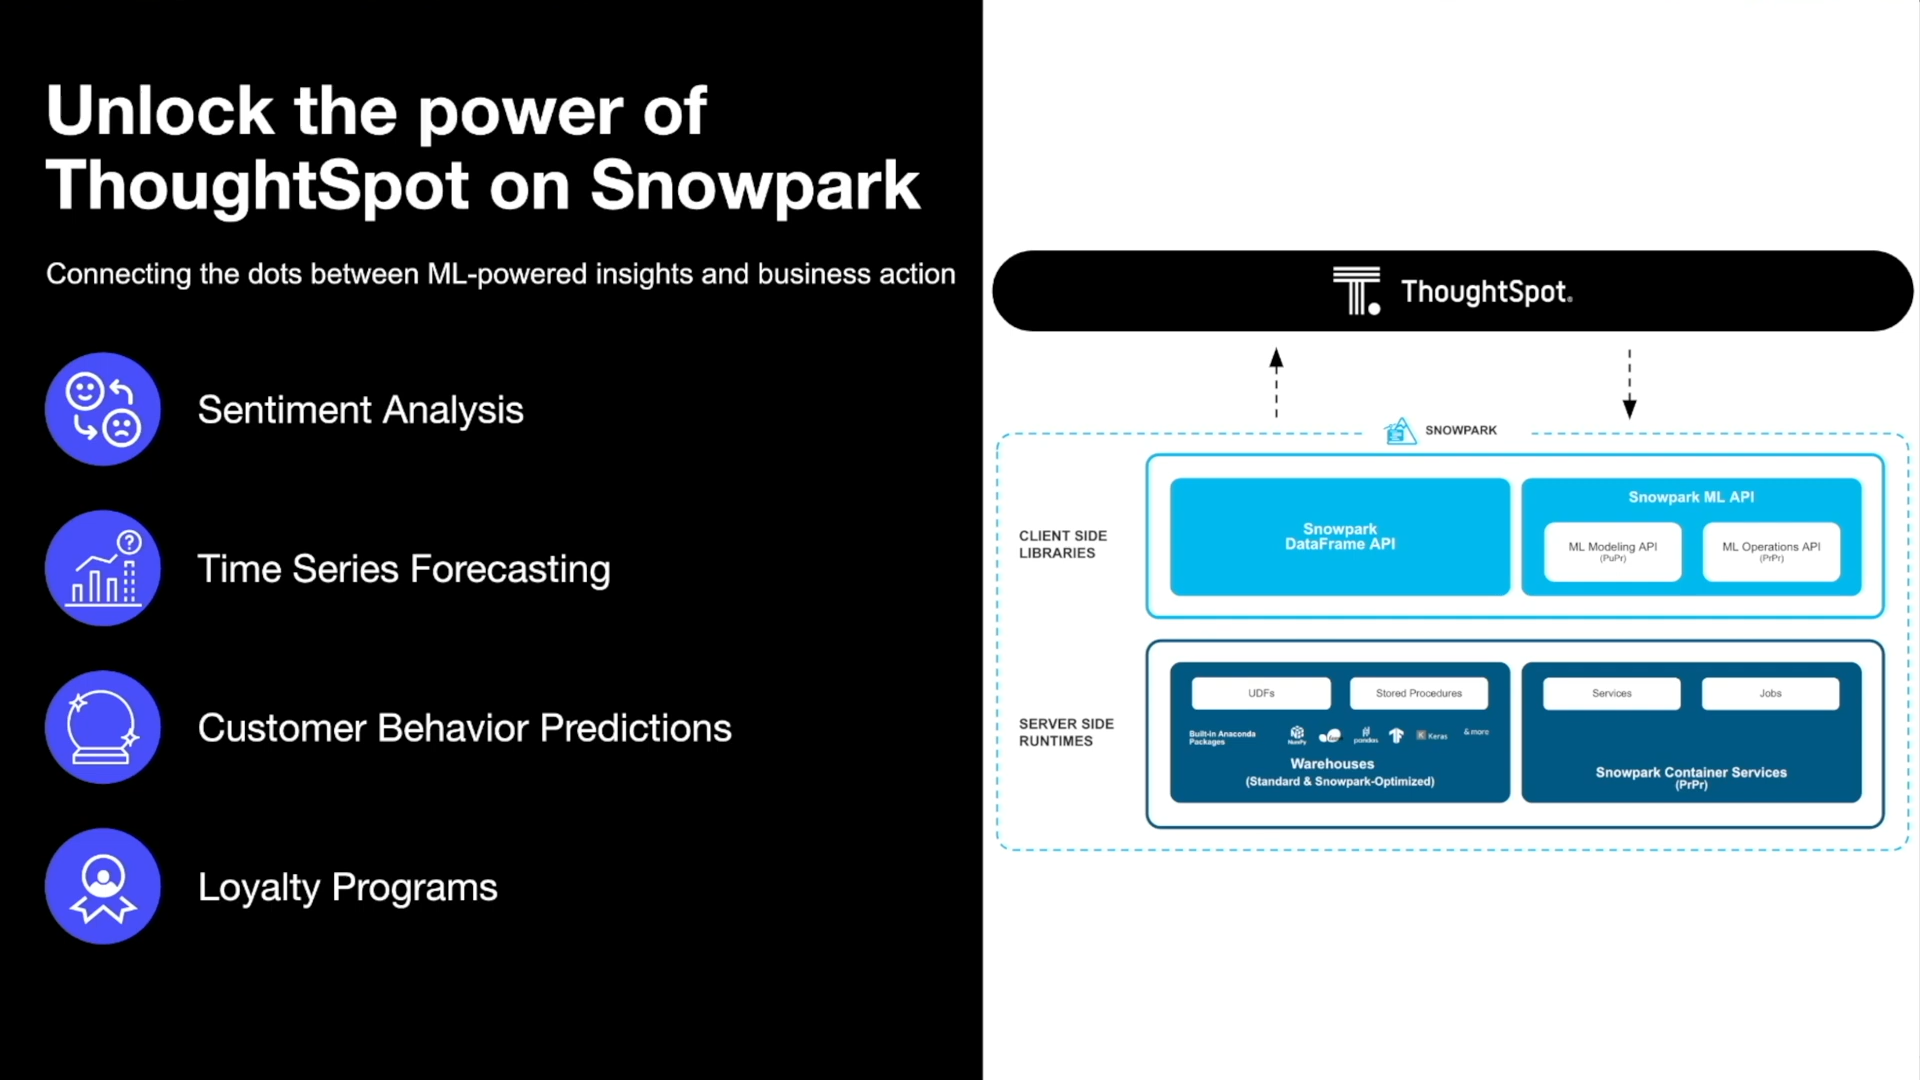 Unlock the power of
ThoughtSpot on Snowpark
Connecting the dots between ML-powered insights and business action
Sentiment Analysis
Time Series Forecasting
Customer Behavior Predictions
Loyalty Programs
ThoughtSpot.
SNOWPARK
CLIENT SIDE
LIBRARIES
Snowpark
DataFrame API
Snowpark ML API
ML Modeling API
(PuPr)
ML Operations API
(PrPr)
SERVER SIDE
RUNTIMES
UDFs
Stored Procedures
Built-in Anaconda
Packages
NumPy
pandas
K Keras
& more
Warehouses
(Standard & Snowpark-Optimized)
Services
Jobs
Snowpark Container Services
(PrPr)